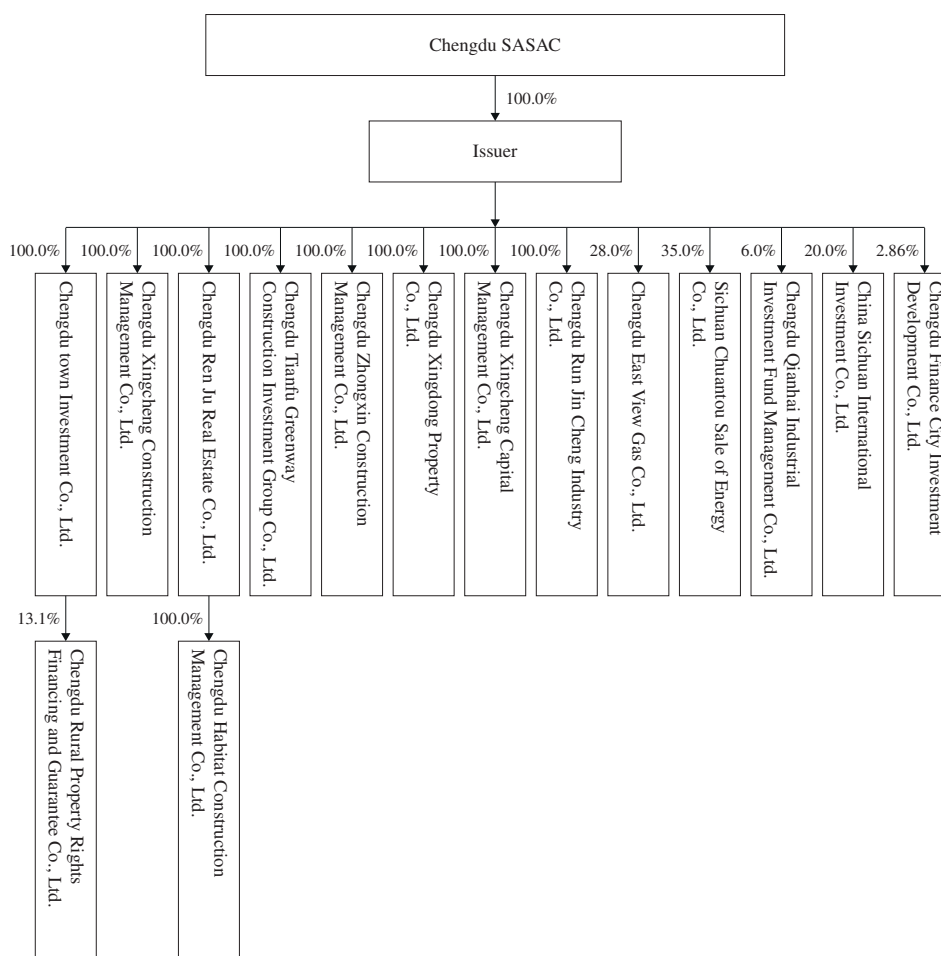 Chengdu SASAC
100.0%
Issuer
100.0%
100.0%
100.0%
100.0%
100.0%
100.0%
100.0%
100.0%
28.0%
35.0%
6.0%
20.0%
2.86%
Chengdu town Investment Co., Ltd.
Chengdu Xingcheng Construction
Management Co., Ltd.
Chengdu Ren Ju Real Estate Co., Ltd.
Chengdu Tianfu Greenway
Construction Investment Group Co., Ltd.
Chengdu Zhongxin Construction
Management Co., Ltd.
Chengdu Xingdong Property
Co., Ltd.
Chengdu Xingcheng Capital
Management Co., Ltd.
Chengdu Run Jin Cheng Industry
Co., Ltd.
Chengdu East View Gas Co., Ltd.
Sichuan Chuantou Sale of Energy
Co., Ltd.
Chengdu Qianhai Industrial
Investment Fund Management Co., Ltd.
China Sichuan International
Investment Co., Ltd.
Chengdu Finance City Investment
Development Co., Ltd.
13.1%
100.0%
Chengdu Rural Property Rights
Financing and Guarantee Co., Ltd.
Chengdu Habitat Construction
Management Co., Ltd.